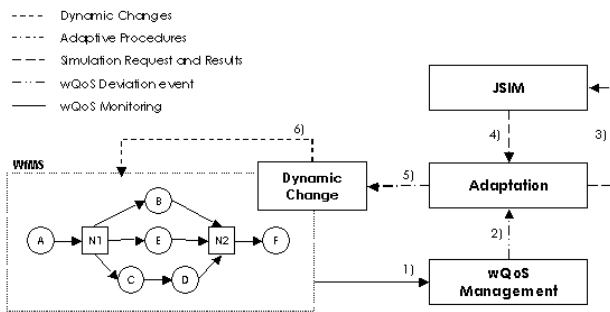 Dynamic Changes
Adaptive Procedures
Simulation Request and Results
wQoS Deviation event
wQoS Monitoring
JSIM
6)
4)
3)
WfMS
Dynamic
Change
5)
Adaptation
B
A
N1
E
N2
F
2)
C
D
1)
wQoS
Management